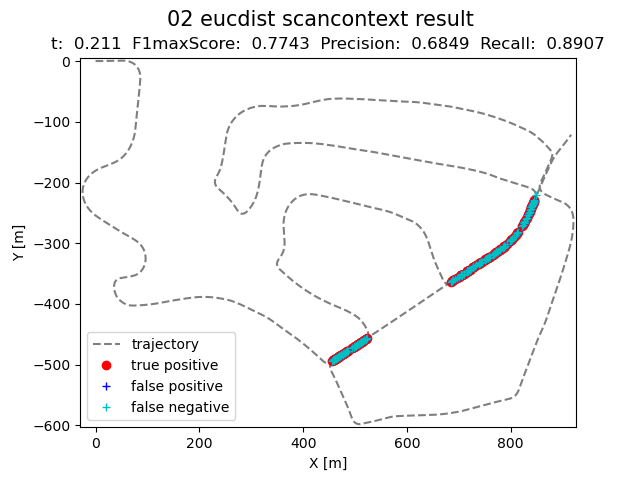 02 eucdist scancontext result
t: 0.211 F1maxScore: 0.7743 Precision: 0.6849 Recall: 0.8907
0
−100
−200
−300
−400
−500
−600
Y [m]
trajectory
true positive
false positive
false negative
0 200 400 600 800
X [m]